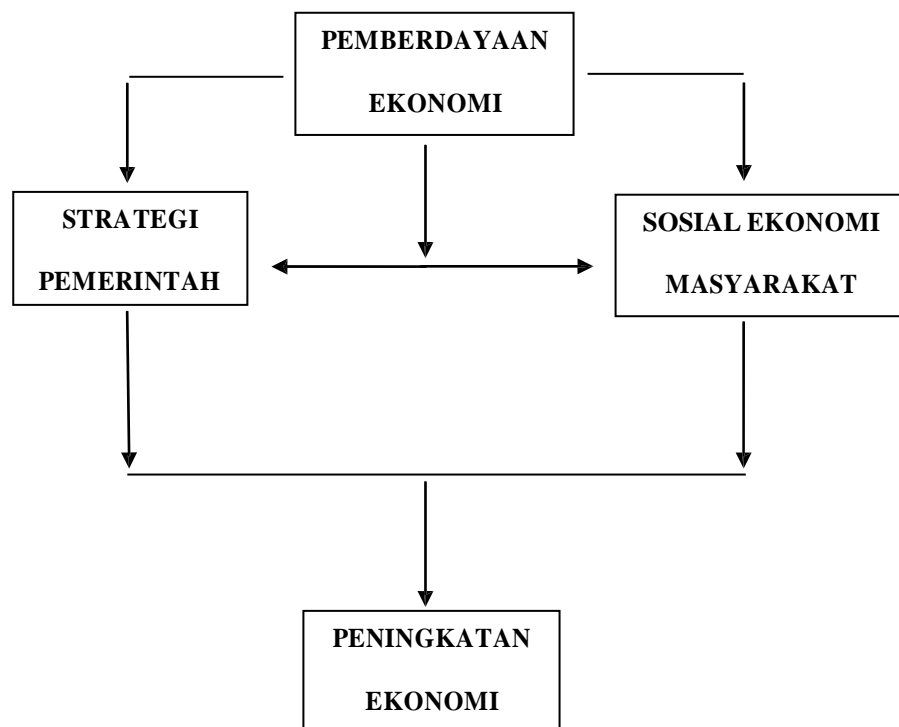 PEMBERDAYAAN
EKONOMI
STRATEGI
PEMERINTAH
SOSIAL EKONOMI
MASYARAKAT
PENINGKATAN
EKONOMI